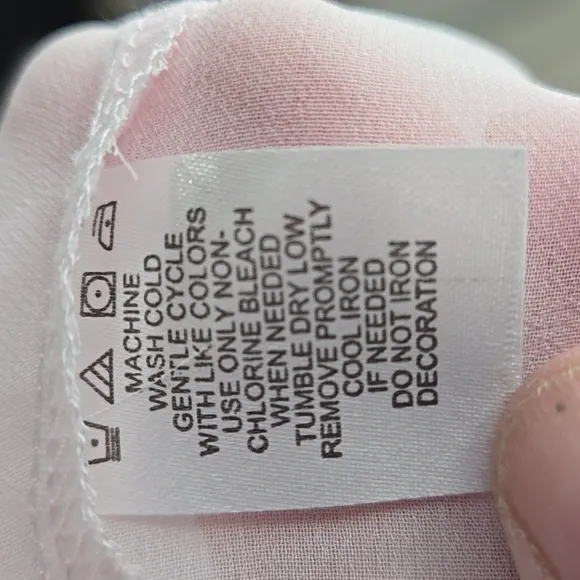 MACHINE
WASH COLD
GENTLE CYCLE
WITH LIKE COLORS
USE ONLY NON-
CHLORINE BLEACH
WHEN NEEDED
TUMBLE DRY LOW
REMOVE PROMPTLY
COOL IRON
IF NEEDED
DO NOT IRON
DECORATION